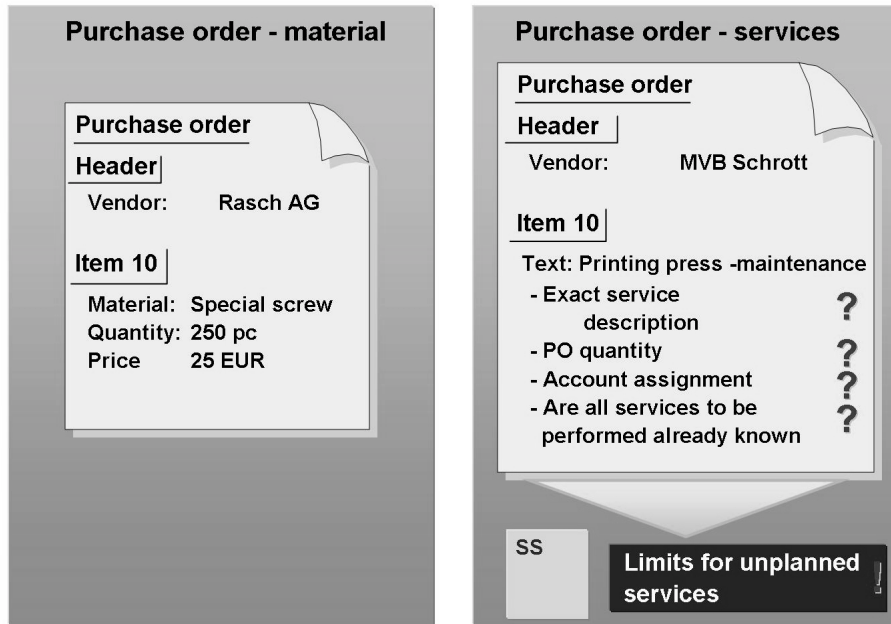 Purchase order - material
Purchase order
Header
Vendor: Rasch AG
Item 10
Material: Special screw
Quantity: 250 pc
Price 25 EUR
Purchase order - services
Purchase order
Header
Vendor: MVB Schrott
Item 10
Text: Printing press -maintenance
- Exact service ?
description
- PO quantity ?
- Account assignment ?
- Are all services to be ?
performed already known
SS
Limits for unplanned
services !